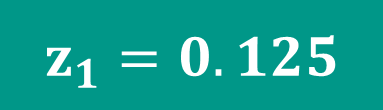 z₁ = 0.125